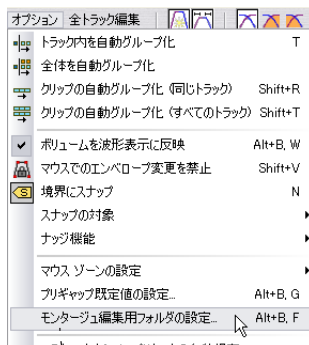 オプション 全トラック編集
トラック内を自動グループ化 T
全体を自動グループ化
クリップの自動グループ化 (同じトラック) Shift+R
クリップの自動グループ化 (すべてのトラック) Shift+T
ボリュームを波形表示に反映 Alt+B, W
マウスでのエンベロープ変更を禁止 Shift+V
境界にスナップ N
スナップの対象
ナッジ機能
マウス ゾーンの設定
プリギャップ既定値の設定... Alt+B, G
モンタージュ編集用フォルダの設定... Alt+B, F